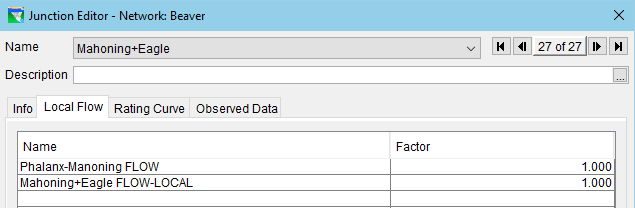 Junction Editor - Network: Beaver
Name Mahoning+Eagle 27 of 27
Description ...
Info Local Flow Rating Curve Observed Data
Name Factor
Phalanx-Manoning FLOW 1.000
Mahoning+Eagle FLOW-LOCAL 1.000